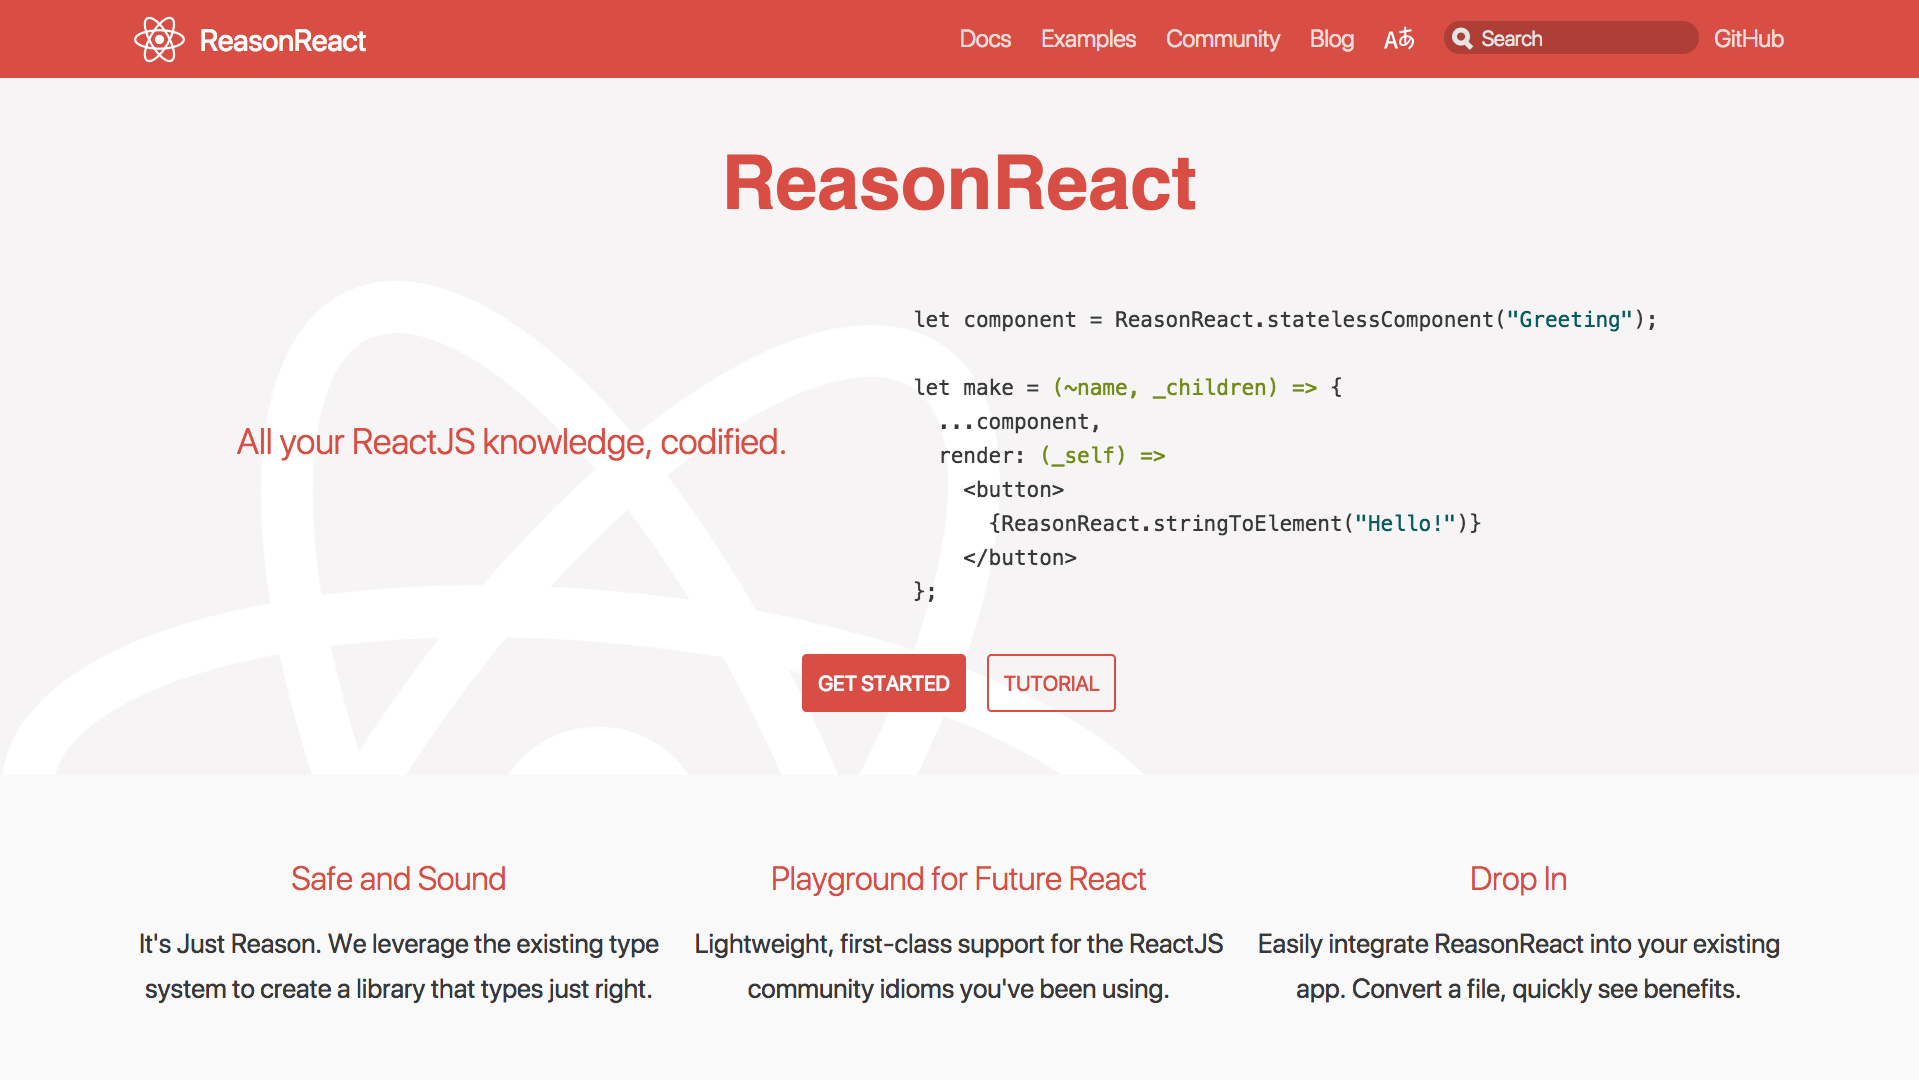 ReasonReact
Docs Examples Community Blog Aあ Search GitHub
ReasonReact
All your ReactJS knowledge, codified.
let component = ReasonReact.statelessComponent("Greeting");
let make = (~name, _children) => {
  ...component,
  render: (_self) =>
    <button>
      {ReasonReact.stringToElement("Hello!")}
    </button>
};
GET STARTED TUTORIAL
Safe and Sound
It's Just Reason. We leverage the existing type
system to create a library that types just right.
Playground for Future React
Lightweight, first-class support for the ReactJS
community idioms you've been using.
Drop In
Easily integrate ReasonReact into your existing
app. Convert a file, quickly see benefits.